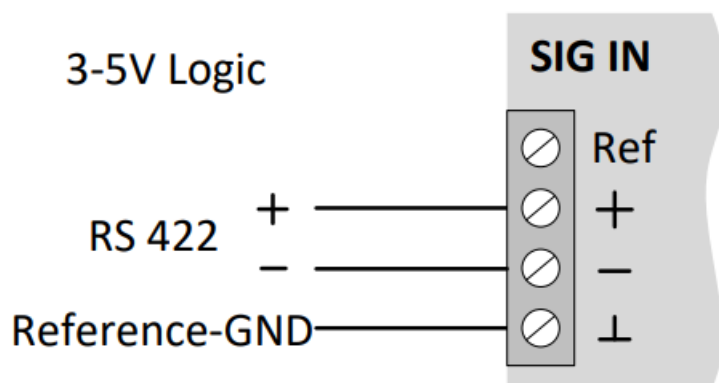 3-5V Logic
SIG IN
Ref
+
+
RS 422
−
−
Reference-GND
⊥